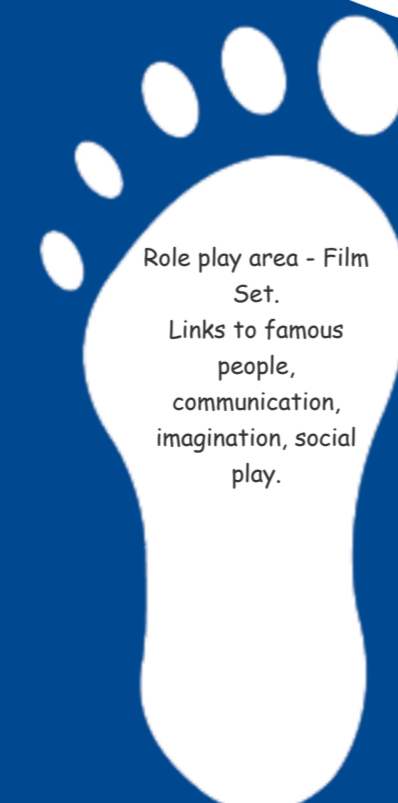 Role play area - Film
Set.
Links to famous
people,
communication,
imagination, social
play.